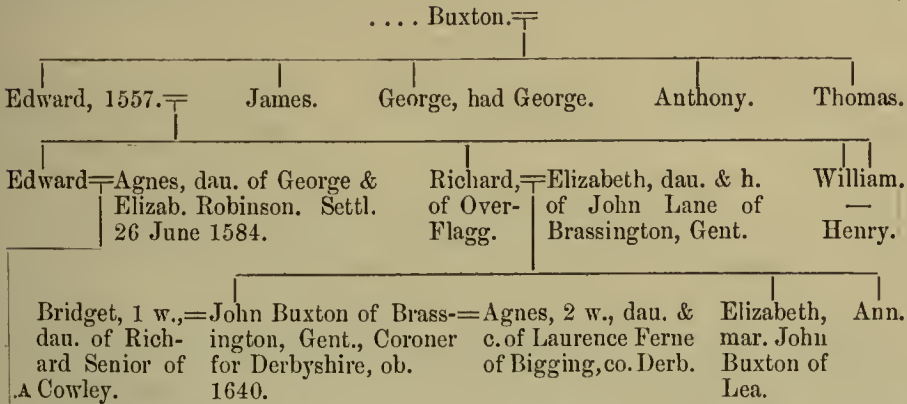 .... Buxton.
Edward, 1557. James. George, had George. Anthony. Thomas.
Edward=Agnes, dau. of George &
Elizab. Robinson. Settl.
26 June 1584.
Richard,=Elizabeth, dau. & h.
of Over- of John Lane of
Flagg. Brassington, Gent.
William.
—
Henry.
Bridget, 1 w.,=
dau. of Rich-
ard Senior of
Cowley.
John Buxton of Brass-=
ington, Gent., Coroner
for Derbyshire, ob.
1640.
Agnes, 2 w., dau. &
c. of Laurence Ferne
of Bigging, co. Derb.
Elizabeth,
mar. John
Buxton of
Lea.
Ann.
A